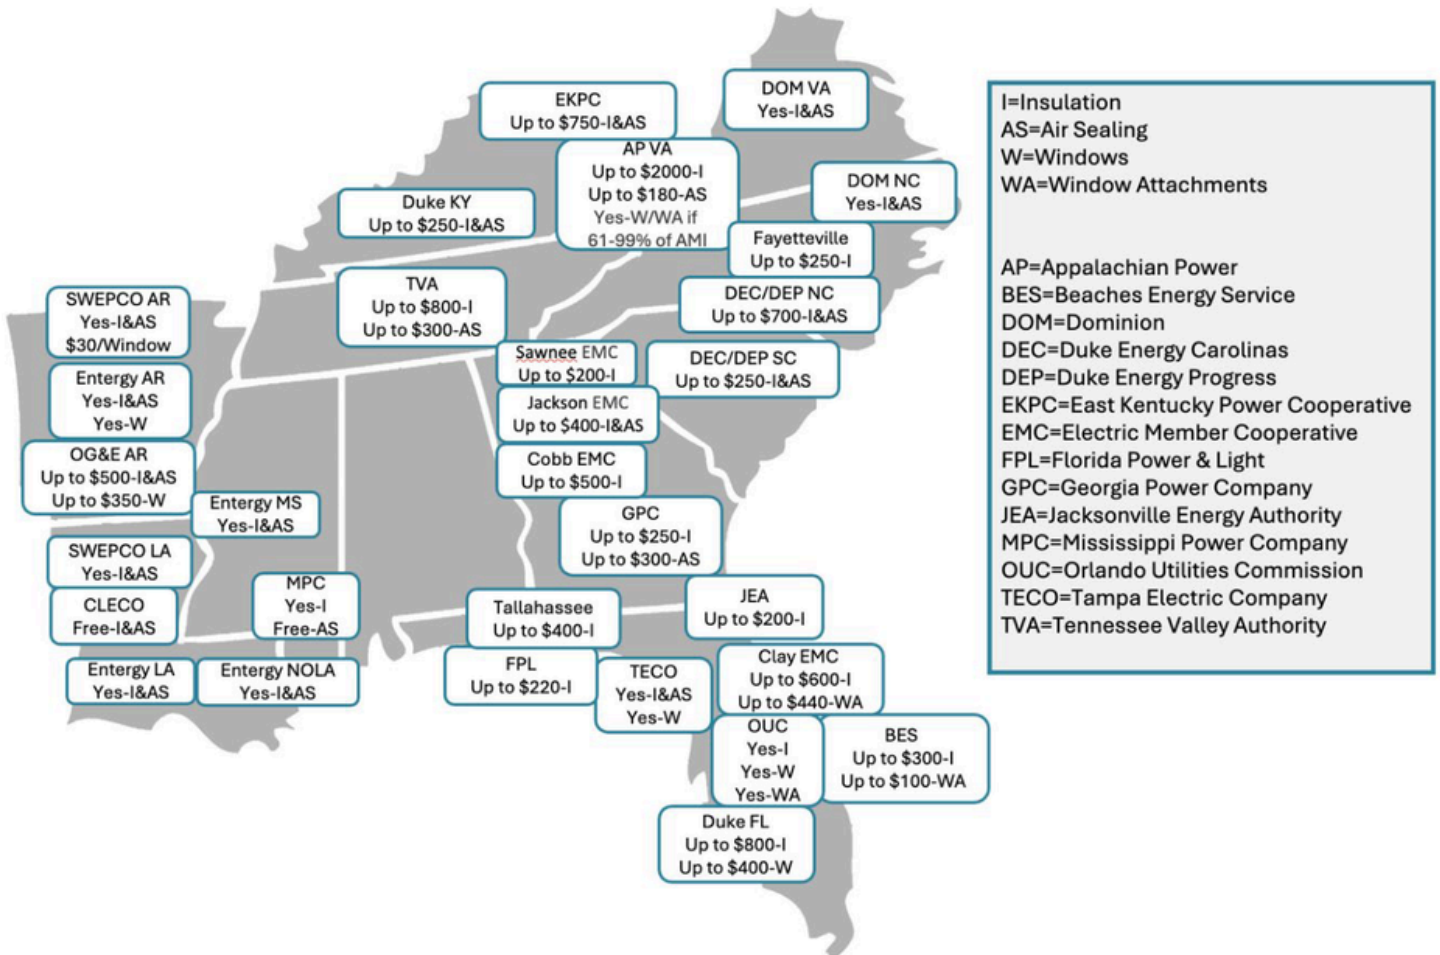 EKPC
Up to $750-I&AS
DOM VA
Yes-I&AS
AP VA
Up to $2000-I
Up to $180-AS
Yes-W/WA if
61-99% of AMI
DOM NC
Yes-I&AS
Duke KY
Up to $250-I&AS
Fayetteville
Up to $250-I
TVA
Up to $800-I
Up to $300-AS
DEC/DEP NC
Up to $700-I&AS
SWEPCO AR
Yes-I&AS
$30/Window
Sawnee EMC
Up to $200-I
DEC/DEP SC
Up to $250-I&AS
Entergy AR
Yes-I&AS
Yes-W
Jackson EMC
Up to $400-I&AS
OG&E AR
Up to $500-I&AS
Up to $350-W
Cobb EMC
Up to $500-I
Entergy MS
Yes-I&AS
GPC
Up to $250-I
Up to $300-AS
SWEPCO LA
Yes-I&AS
CLECO
Free-I&AS
MPC
Yes-I
Free-AS
Tallahassee
Up to $400-I
JEA
Up to $200-I
Entergy LA
Yes-I&AS
Entergy NOLA
Yes-I&AS
FPL
Up to $220-I
TECO
Yes-I&AS
Yes-W
Clay EMC
Up to $600-I
Up to $440-WA
OUC
Yes-I
Yes-W
Yes-WA
BES
Up to $300-I
Up to $100-WA
Duke FL
Up to $800-I
Up to $400-W
I=Insulation
AS=Air Sealing
W=Windows
WA=Window Attachments
AP=Appalachian Power
BES=Beaches Energy Service
DOM=Dominion
DEC=Duke Energy Carolinas
DEP=Duke Energy Progress
EKPC=East Kentucky Power Cooperative
EMC=Electric Member Cooperative
FPL=Florida Power & Light
GPC=Georgia Power Company
JEA=Jacksonville Energy Authority
MPC=Mississippi Power Company
OUC=Orlando Utilities Commission
TECO=Tampa Electric Company
TVA=Tennessee Valley Authority